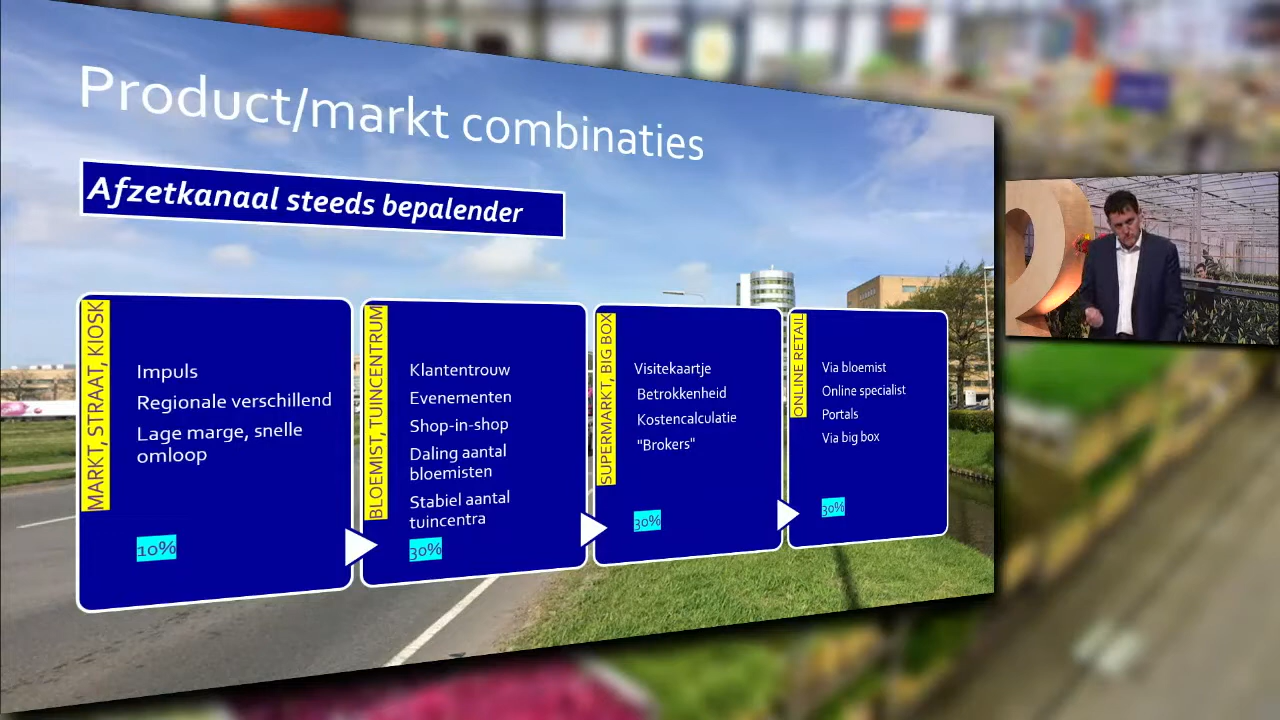 Product/markt combinaties
Afzetkanaal steeds bepalender
MARKT, STRAAT, KIOSK
Impuls
Regionale verschillend
Lage marge, snelle
omloop
10%
BLOEMIST, TUINCENTRUM
Klantentrouw
Evenementen
Shop-in-shop
Daling aantal
bloemisten
Stabiel aantal
tuincentra
30%
SUPERMARKT, BIG BOX
Visitekaartje
Betrokkenheid
Kostencalculatie
"Brokers"
30%
ONLINE RETAIL
Via bloemist
Online specialist
Portals
Via big box
30%